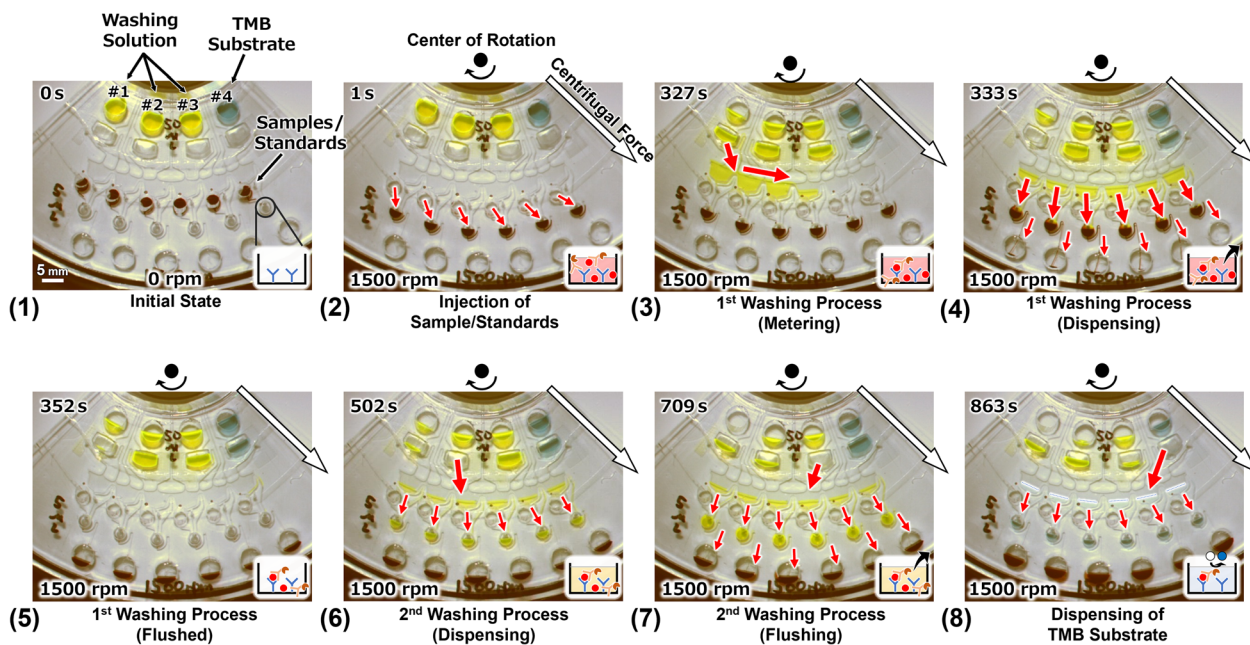 Washing
Solution
TMB
Substrate
#1
#2
#3
#4
0 s
Samples/
Standards
5 mm
0 rpm
(1)
Initial State
Center of Rotation
Centrifugal Force
1 s
1500 rpm
(2)
Injection of
Sample/Standards
327 s
1500 rpm
(3)
1st Washing Process
(Metering)
333 s
1500 rpm
(4)
1st Washing Process
(Dispensing)
352 s
1500 rpm
(5)
1st Washing Process
(Flushed)
502 s
1500 rpm
(6)
2nd Washing Process
(Dispensing)
709 s
1500 rpm
(7)
2nd Washing Process
(Flushing)
863 s
1500 rpm
(8)
Dispensing of
TMB Substrate